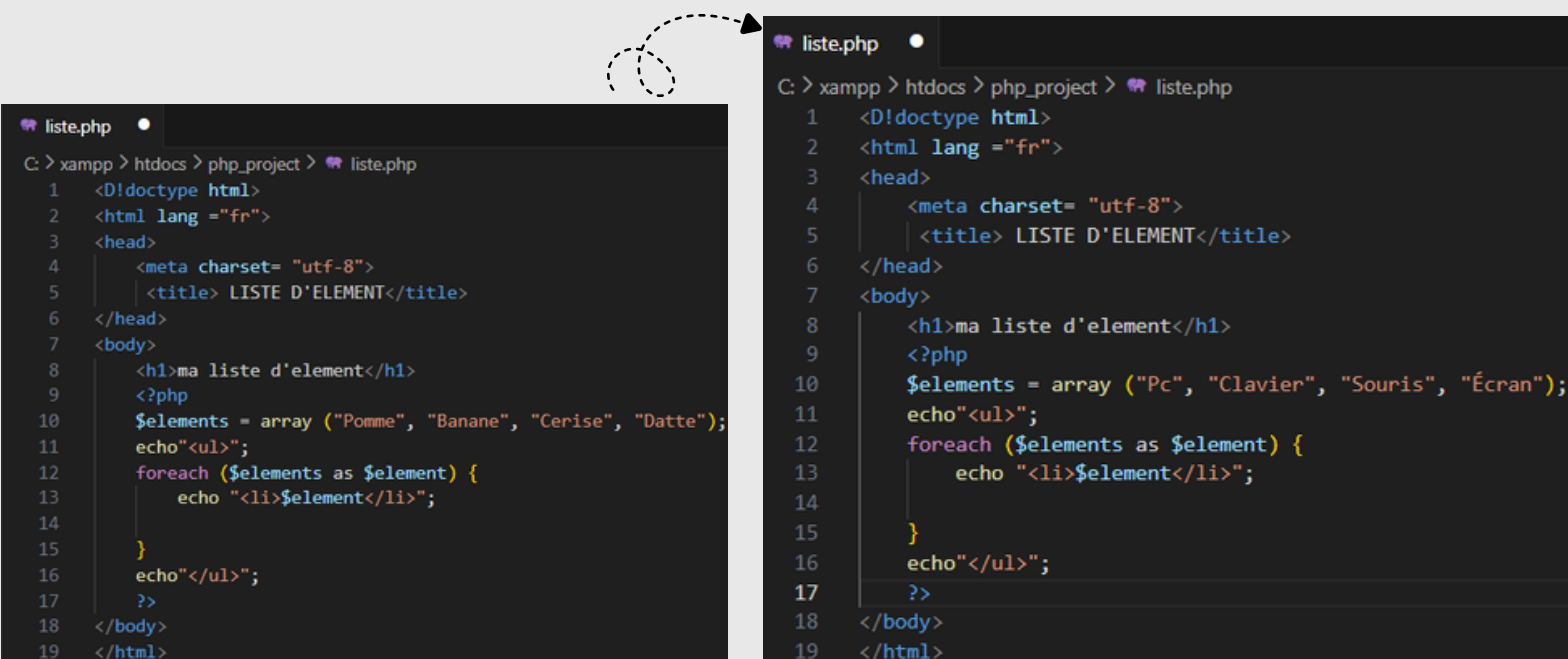 liste.php
C: > xampp > htdocs > php_project > liste.php
1 <D!doctype html>
2 <html lang ="fr">
3 <head>
4 <meta charset= "utf-8">
5 <title> LISTE D'ELEMENT</title>
6 </head>
7 <body>
8 <h1>ma liste d'element</h1>
9 <?php
10 $elements = array ("Pomme", "Banane", "Cerise", "Datte");
11 echo"<ul>";
12 foreach ($elements as $element) {
13 echo "<li>$element</li>";
14
15 }
16 echo"</ul>";
17 ?>
18 </body>
19 </html>
liste.php
C: > xampp > htdocs > php_project > liste.php
1 <D!doctype html>
2 <html lang ="fr">
3 <head>
4 <meta charset= "utf-8">
5 <title> LISTE D'ELEMENT</title>
6 </head>
7 <body>
8 <h1>ma liste d'element</h1>
9 <?php
10 $elements = array ("Pc", "Clavier", "Souris", "Écran");
11 echo"<ul>";
12 foreach ($elements as $element) {
13 echo "<li>$element</li>";
14
15 }
16 echo"</ul>";
17 ?>
18 </body>
19 </html>